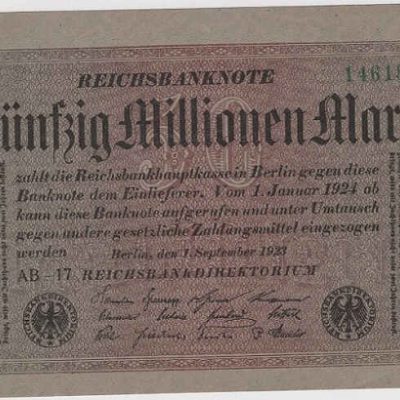 REICHSBANKNOTE
14618
ünfzig Millionen Mar
zahlt die Reichsbankhauptkasse in Berlin gegen diese
Banknote dem Einlieferer. Vom 1. Januar 1924 ab
kann diese Banknote aufgerufen und unter Umtausch
gegen andere gesetzliche Zahlungsmittel eingezogen
werden
Berlin, den 1. September 1923
AB-17. REICHSBANKDIREKTORIUM
50